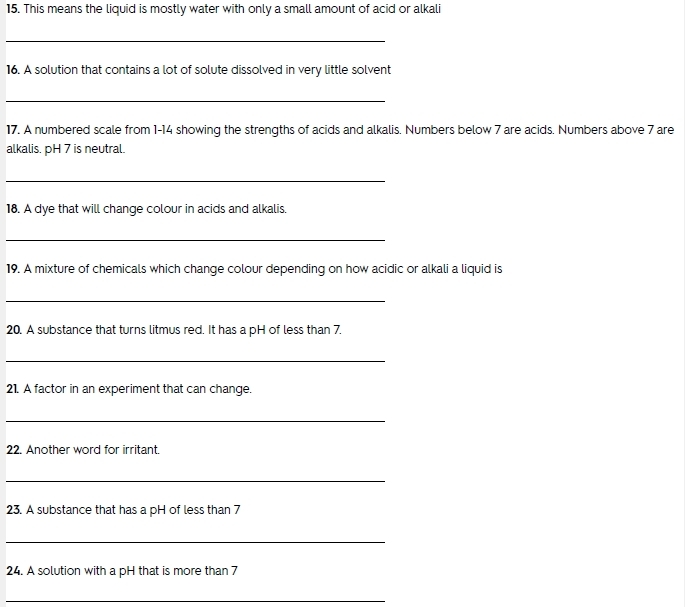 15. This means the liquid is mostly water with only a small amount of acid or alkali
16. A solution that contains a lot of solute dissolved in very little solvent
17. A numbered scale from 1-14 showing the strengths of acids and alkalis. Numbers below 7 are acids. Numbers above 7 are
alkalis. pH 7 is neutral.
18. A dye that will change colour in acids and alkalis.
19. A mixture of chemicals which change colour depending on how acidic or alkali a liquid is
20. A substance that turns litmus red. It has a pH of less than 7.
21. A factor in an experiment that can change.
22. Another word for irritant.
23. A substance that has a pH of less than 7
24. A solution with a pH that is more than 7